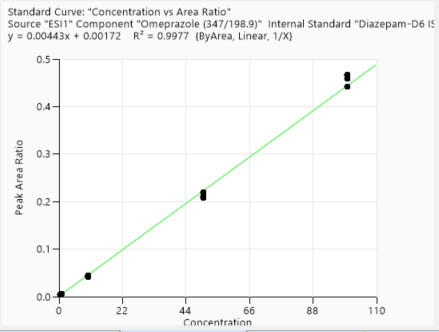 Standard Curve: "Concentration vs Area Ratio"
Source "ESI1" Component "Omeprazole (347/198.9)" Internal Standard "Diazepam-D6 IS
y = 0.00443x + 0.00172 R² = 0.9977 {ByArea, Linear, 1/X}
0.5
0.4
0.3
0.2
0.1
0.0
Peak Area Ratio
0 22 44 66 88 110
Concentration